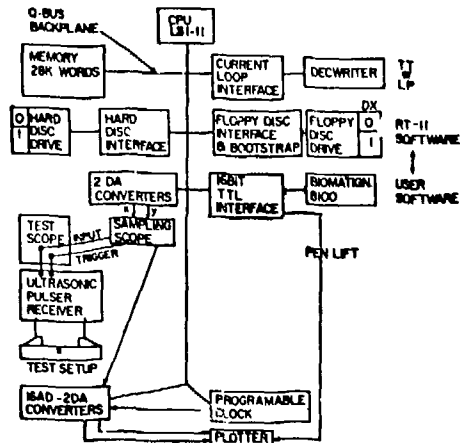 Q-BUS
BACKPLANE
CPU
LSI-11
MEMORY
28K WORDS
CURRENT
LOOP
INTERFACE
DECWRITER
TT
W
LP
0
1
HARD
DISC
DRIVE
HARD
DISC
INTERFACE
FLOPPY DISC
INTERFACE
& BOOTSTRAP
FLOPPY
DISC
DRIVE
DX
0
1
RT-11
SOFTWARE
USER
SOFTWARE
2 DA
CONVERTERS
16BIT
TTL
INTERFACE
BIOMATION
8100
X
Y
TEST
SCOPE
INPUT
SAMPLING
SCOPE
TRIGGER
PEN LIFT
ULTRASONIC
PULSER
RECEIVER
TEST SETUP
16AD-2DA
CONVERTERS
PROGRAMABLE
CLOCK
PLOTTER